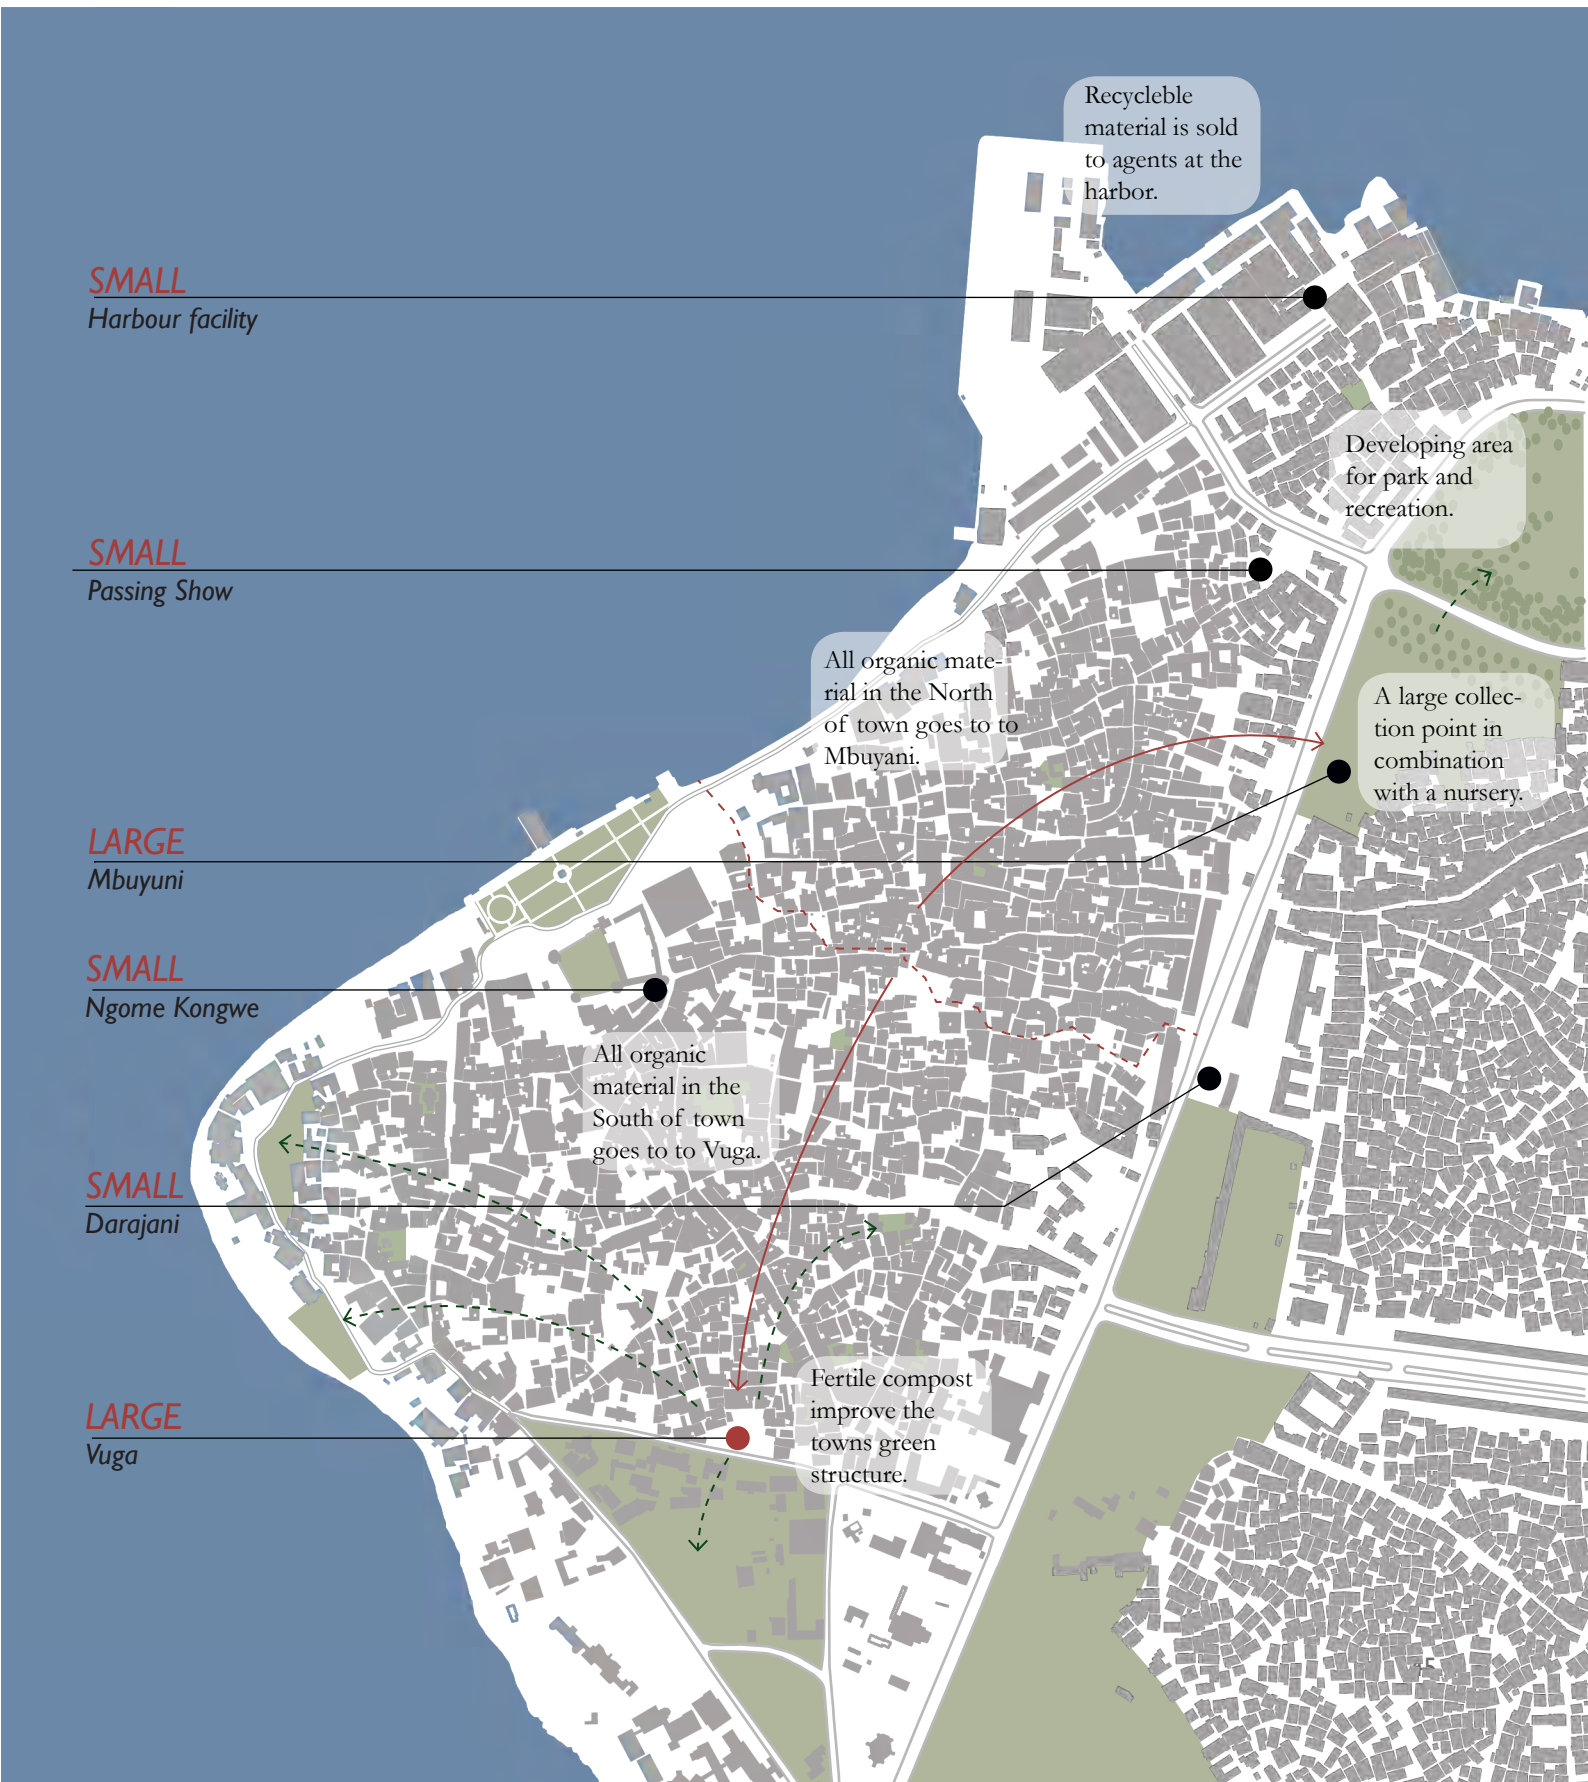 Recycleble
material is sold
to agents at the
harbor.
SMALL
Harbour facility
Developing area
for park and
recreation.
SMALL
Passing Show
All organic mate-
rial in the North
of town goes to to
Mbuyani.
A large collec-
tion point in
combination
with a nursery.
LARGE
Mbuyuni
SMALL
Ngome Kongwe
All organic
material in the
South of town
goes to to Vuga.
SMALL
Darajani
Fertile compost
improve the
towns green
structure.
LARGE
Vuga